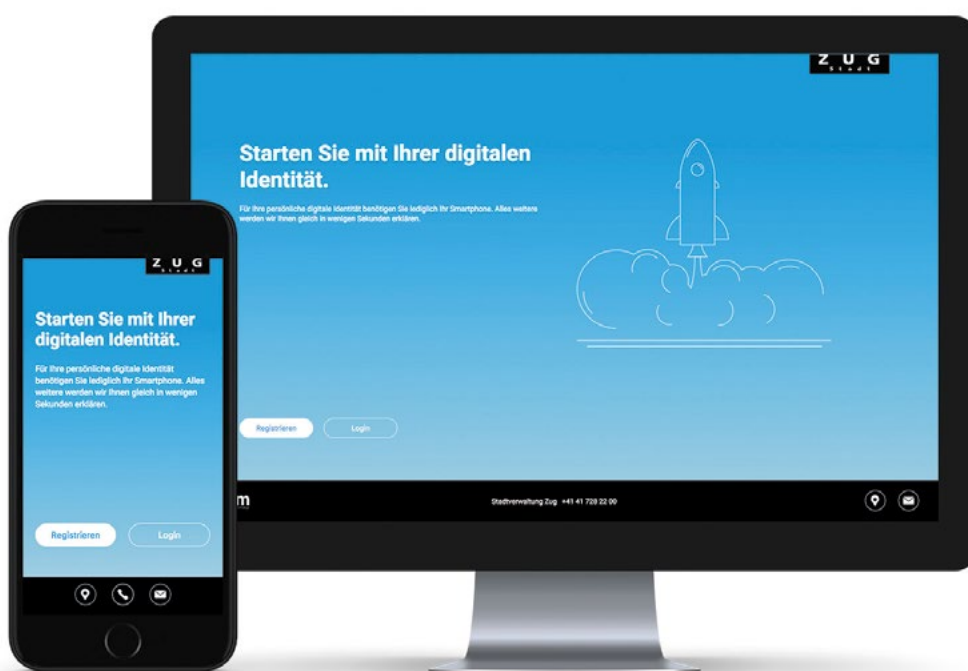 ZUG
Stadt
Starten Sie mit Ihrer digitalen
Identität.
Für Ihre persönliche digitale Identität benötigen Sie lediglich Ihr Smartphone. Alles weitere
werden wir Ihnen gleich in wenigen Sekunden erklären.
Registrieren
Login
m
Stadtverwaltung Zug +41 41 728 22 00
ZUG
Stadt
Starten Sie mit Ihrer
digitalen Identität.
Für Ihre persönliche digitale Identität
benötigen Sie lediglich Ihr Smartphone. Alles
weitere werden wir Ihnen gleich in wenigen
Sekunden erklären.
Registrieren
Login